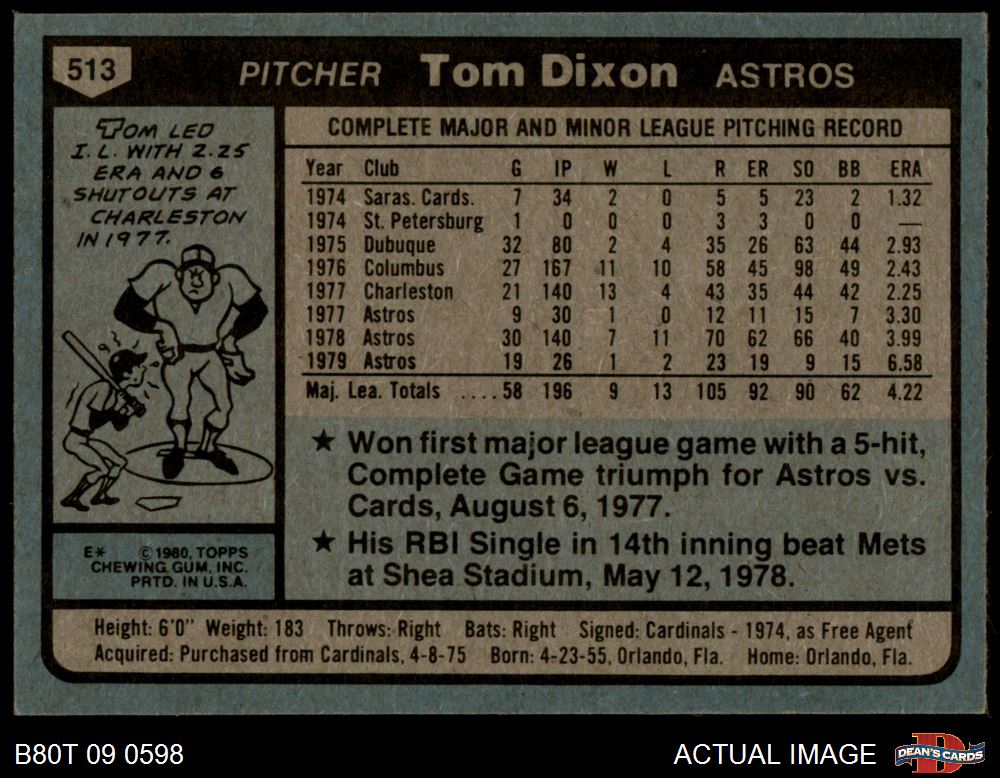 513 PITCHER Tom Dixon ASTROS
TOM LED
I.L. WITH 2.25
ERA AND 6
SHUTOUTS AT
CHARLESTON
IN 1977.
COMPLETE MAJOR AND MINOR LEAGUE PITCHING RECORD
Year Club G IP W L R ER SO BB ERA
1974 Saras. Cards. 7 34 2 0 5 5 23 2 1.32
1974 St. Petersburg 1 0 0 0 3 3 0 0 —
1975 Dubuque 32 80 2 4 35 26 63 44 2.93
1976 Columbus 27 167 11 10 58 45 98 49 2.43
1977 Charleston 21 140 13 4 43 35 44 42 2.25
1977 Astros 9 30 1 0 12 11 15 7 3.30
1978 Astros 30 140 7 11 70 62 66 40 3.99
1979 Astros 19 26 1 2 23 19 9 15 6.58
Maj. Lea. Totals ....58 196 9 13 105 92 90 62 4.22
★ Won first major league game with a 5-hit,
Complete Game triumph for Astros vs.
Cards, August 6, 1977.
★ His RBI Single in 14th inning beat Mets
at Shea Stadium, May 12, 1978.
E* © 1980, TOPPS
CHEWING GUM, INC.
PRTD. IN U.S.A.
Height: 6'0" Weight: 183 Throws: Right Bats: Right Signed: Cardinals - 1974, as Free Agent
Acquired: Purchased from Cardinals, 4-8-75 Born: 4-23-55, Orlando, Fla. Home: Orlando, Fla.
B80T 09 0598 ACTUAL IMAGE DEAN'S CARDS